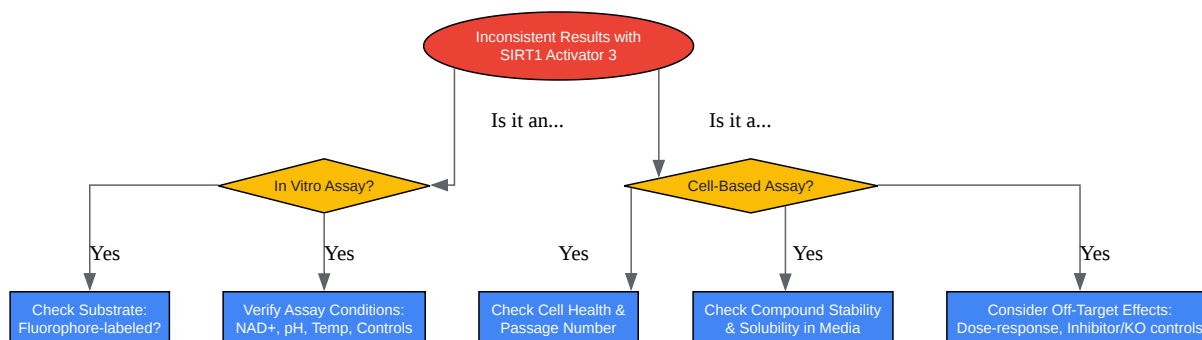 Inconsistent Results with
SIRT1 Activator 3
Is it an...
Is it a...
In Vitro Assay?
Cell-Based Assay?
Yes
Yes
Yes
Yes
Yes
Check Substrate:
Fluorophore-labeled?
Verify Assay Conditions:
NAD+, pH, Temp, Controls
Check Cell Health &
Passage Number
Check Compound Stability
& Solubility in Media
Consider Off-Target Effects:
Dose-response, Inhibitor/KO controls